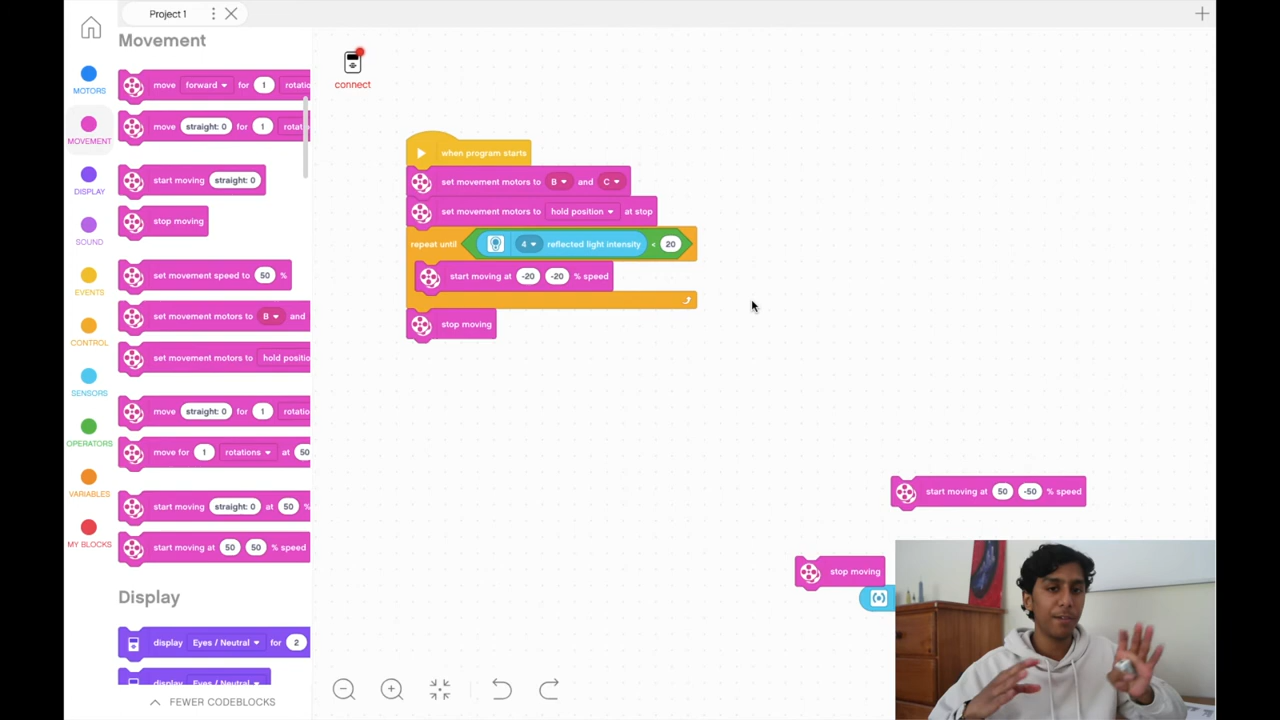 Project 1
Movement
MOTORS
MOVEMENT
DISPLAY
SOUND
EVENTS
CONTROL
SENSORS
OPERATORS
VARIABLES
MY BLOCKS
move forward for 1
move straight: 0 for 1
start moving straight: 0
stop moving
set movement speed to 50 %
set movement motors to B and
set movement motors to
move straight: 0 for 1
move for 1 rotations at 50
start moving straight: 0 at 50
start moving at 50 50 % speed
Display
display Eyes / Neutral for 2
display Eyes / Neutral
FEWER CODEBLOCKS
connect
when program starts
set movement motors to B and C
set movement motors to hold position at stop
repeat until 4 reflected light intensity < 20
start moving at -20 -20 % speed
stop moving
start moving at 50 -50 % speed
stop moving